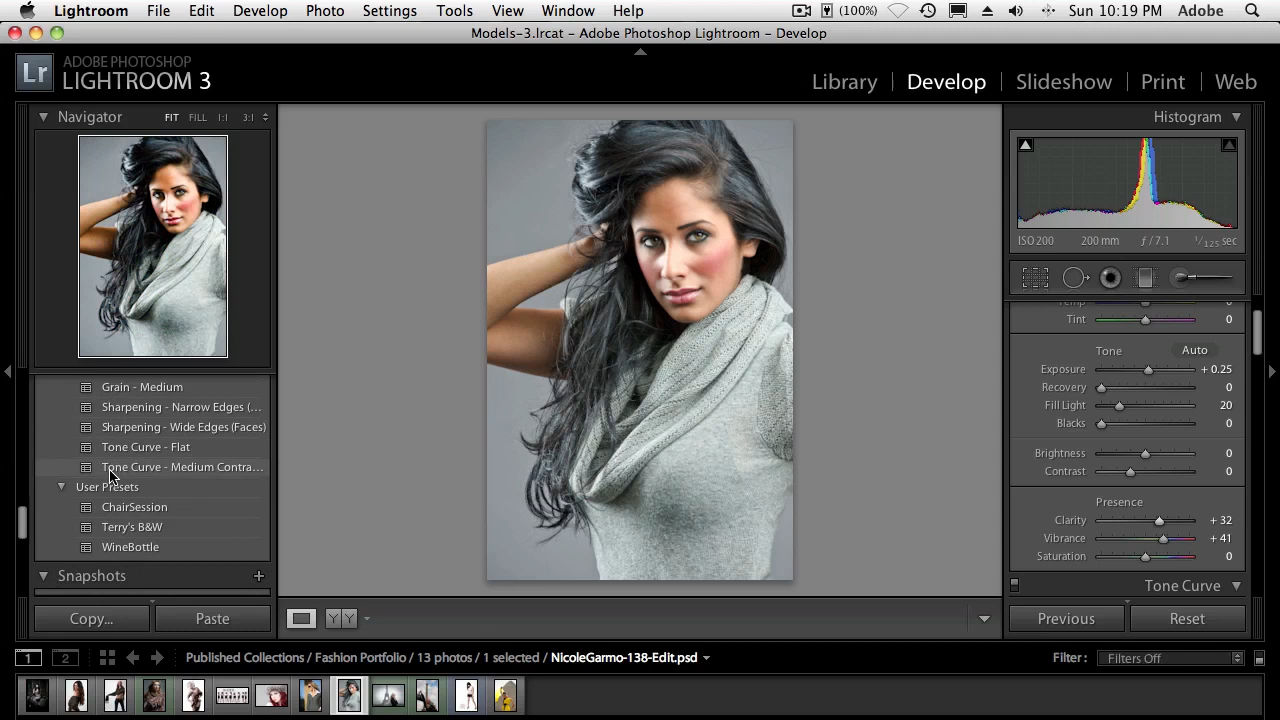 Lightroom File Edit Develop Photo Settings Tools View Window Help (100%) Sun 10:19 PM Adobe
Models-3.lrcat – Adobe Photoshop Lightroom – Develop
Lr ADOBE PHOTOSHOP
LIGHTROOM 3
Library | Develop | Slideshow | Print | Web
Navigator FIT FILL 1:1 3:1
Histogram
ISO 200 200 mm ƒ / 7.1 1/125 sec
Temp 0
Tint 0
Tone Auto
Exposure + 0.25
Recovery 0
Fill Light 20
Blacks 0
Brightness 0
Contrast 0
Presence
Clarity + 32
Vibrance + 41
Saturation 0
Tone Curve
Grain - Medium
Sharpening - Narrow Edges (...
Sharpening - Wide Edges (Faces)
Tone Curve - Flat
Tone Curve - Medium Contra...
User Presets
ChairSession
Terry's B&W
WineBottle
Snapshots +
Copy... Paste
Y Y
Previous Reset
1 2 Published Collections / Fashion Portfolio / 13 photos / 1 selected / NicoleGarmo-138-Edit.psd Filter: Filters Off